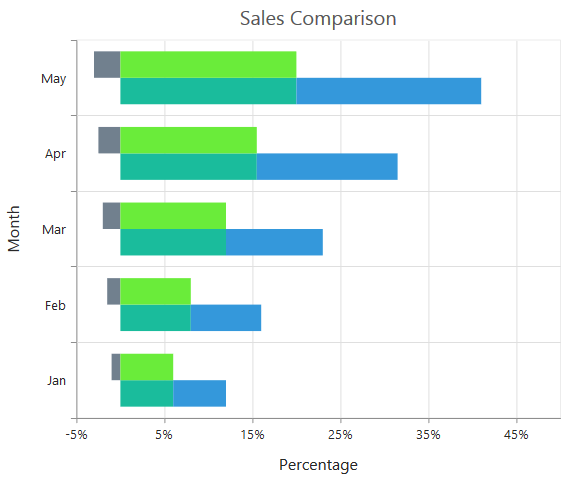 Sales Comparison
May
Apr
Mar
Feb
Jan
Month
-5%
5%
15%
25%
35%
45%
Percentage